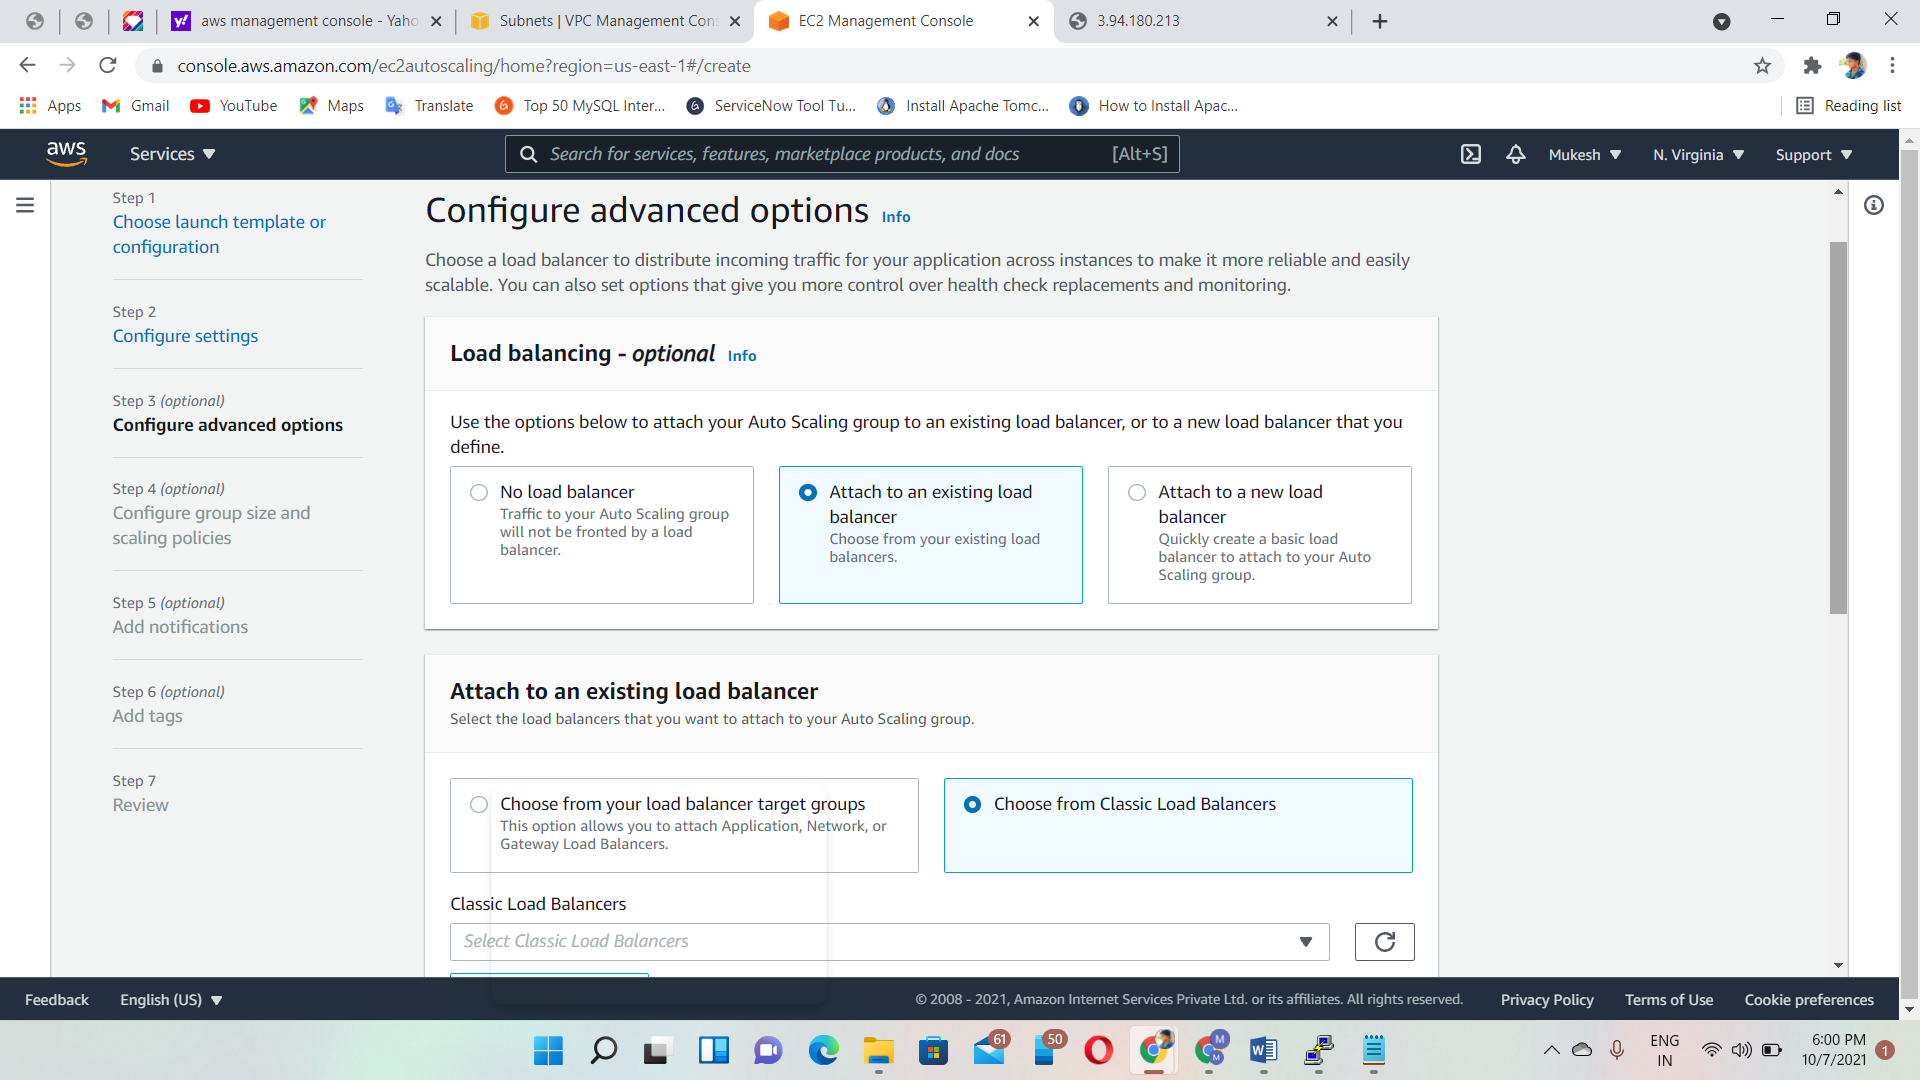 aws management console - Yaho
Subnets | VPC Management Con
EC2 Management Console
3.94.180.213
console.aws.amazon.com/ec2autoscaling/home?region=us-east-1#/create
Apps
Gmail
YouTube
Maps
Translate
Top 50 MySQL Inter...
ServiceNow Tool Tu...
Install Apache Tomc...
How to Install Apac...
Reading list
aws
Services
Search for services, features, marketplace products, and docs
[Alt+S]
Mukesh
N. Virginia
Support
Step 1
Choose launch template or
configuration
Step 2
Configure settings
Step 3 (optional)
Configure advanced options
Step 4 (optional)
Configure group size and
scaling policies
Step 5 (optional)
Add notifications
Step 6 (optional)
Add tags
Step 7
Review
Configure advanced options Info
Choose a load balancer to distribute incoming traffic for your application across instances to make it more reliable and easily
scalable. You can also set options that give you more control over health check replacements and monitoring.
Load balancing - optional Info
Use the options below to attach your Auto Scaling group to an existing load balancer, or to a new load balancer that you
define.
No load balancer
Traffic to your Auto Scaling group
will not be fronted by a load
balancer.
Attach to an existing load
balancer
Choose from your existing load
balancers.
Attach to a new load
balancer
Quickly create a basic load
balancer to attach to your Auto
Scaling group.
Attach to an existing load balancer
Select the load balancers that you want to attach to your Auto Scaling group.
Choose from your load balancer target groups
This option allows you to attach Application, Network, or
Gateway Load Balancers.
Choose from Classic Load Balancers
Classic Load Balancers
Select Classic Load Balancers
Feedback
English (US)
© 2008 - 2021, Amazon Internet Services Private Ltd. or its affiliates. All rights reserved.
Privacy Policy
Terms of Use
Cookie preferences
61
50
M
M
ENG
IN
6:00 PM
10/7/2021
1